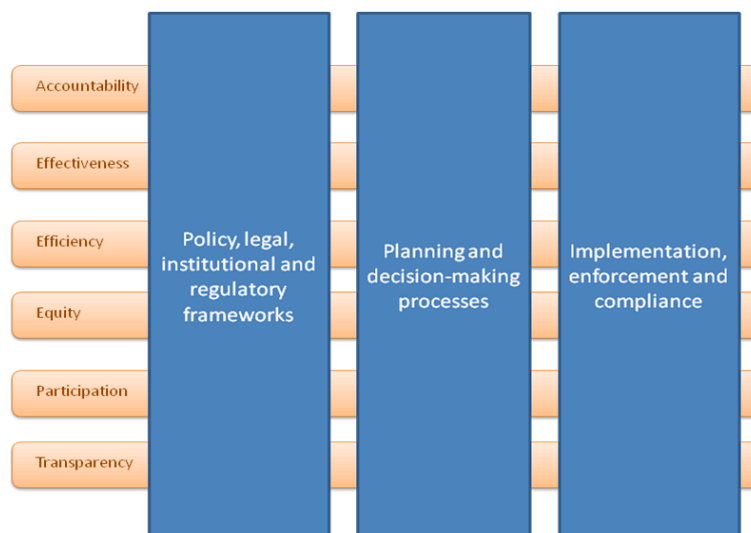 Accountability
Effectiveness
Efficiency
Equity
Participation
Transparency
Policy, legal,
institutional and
regulatory
frameworks
Planning and
decision-making
processes
Implementation,
enforcement and
compliance